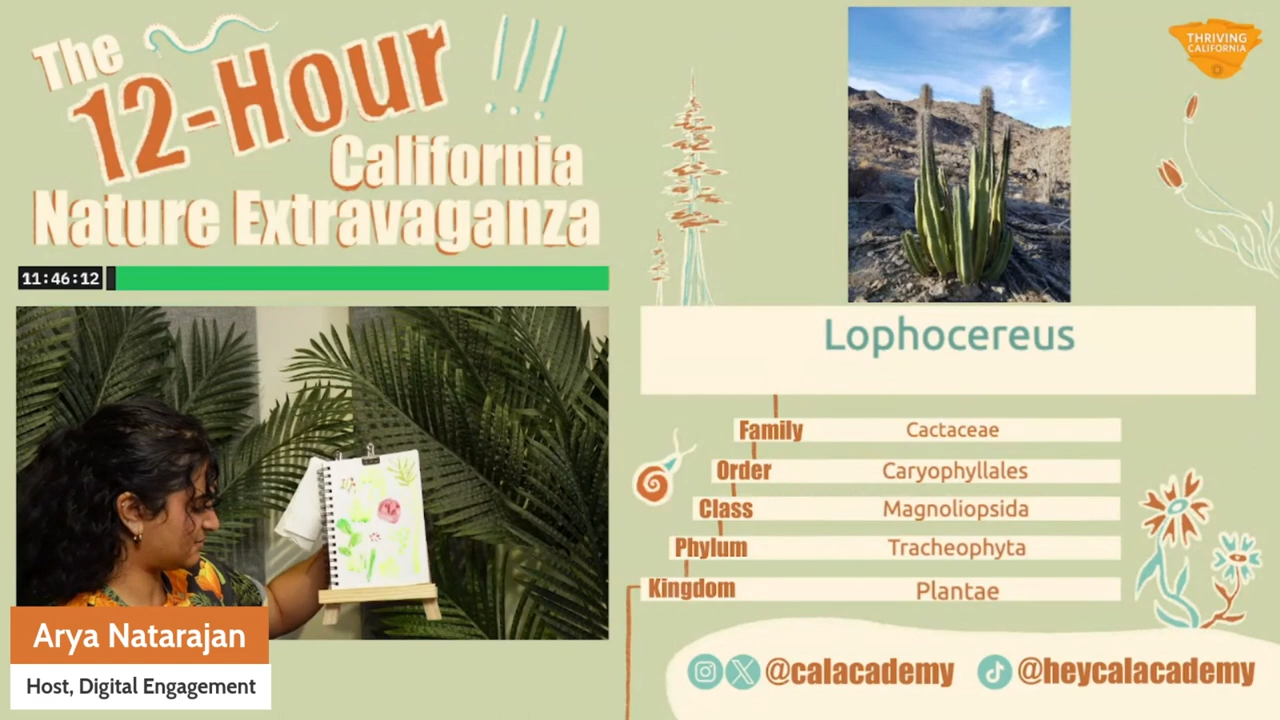 The
12-Hour
!!!
California
Nature Extravaganza
11:46:12
Arya Natarajan
Host, Digital Engagement
THRIVING
CALIFORNIA
Lophocereus
Family Cactaceae
Order Caryophyllales
Class Magnoliopsida
Phylum Tracheophyta
Kingdom Plantae
@calacademy @heycalacademy